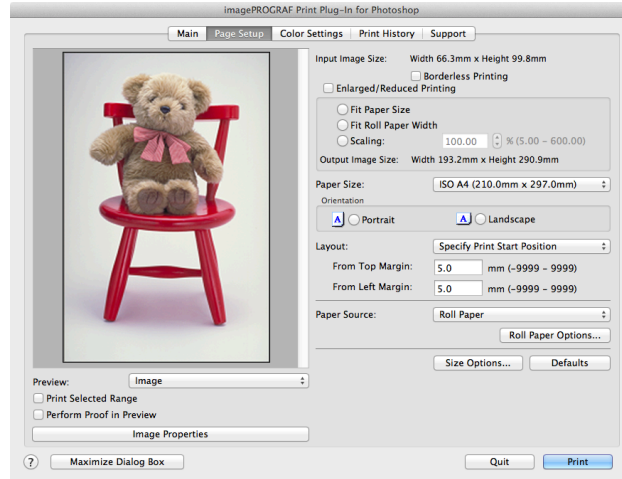 imagePROGRAF Print Plug-In for Photoshop
Main Page Setup Color Settings Print History Support
Input Image Size: Width 66.3mm x Height 99.8mm
Borderless Printing
Enlarged/Reduced Printing
Fit Paper Size
Fit Roll Paper Width
Scaling: 100.00 % (5.00 - 600.00)
Output Image Size: Width 193.2mm x Height 290.9mm
Paper Size: ISO A4 (210.0mm x 297.0mm)
Orientation
A Portrait A Landscape
Layout: Specify Print Start Position
From Top Margin: 5.0 mm (-9999 - 9999)
From Left Margin: 5.0 mm (-9999 - 9999)
Paper Source: Roll Paper
Roll Paper Options...
Size Options... Defaults
Preview: Image
Print Selected Range
Perform Proof in Preview
Image Properties
? Maximize Dialog Box Quit Print